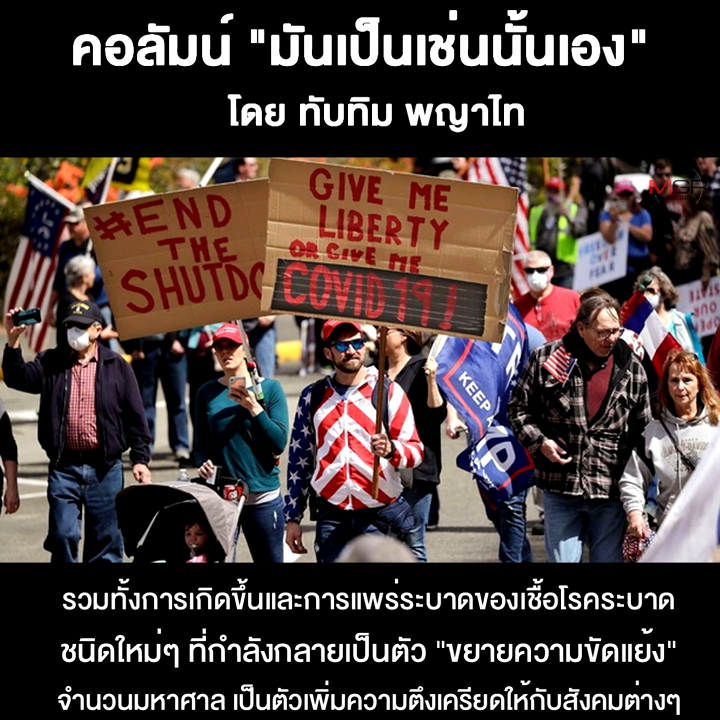 คอลัมน์ "มันเป็นเช่นนั้นเอง"
โดย ทับทิม พญาไท
#END
THE
SHUTDO
GIVE ME
LIBERTY
OR GIVE ME
COVID 19!
KEEP
รวมทั้งการเกิดขึ้นและการแพร่ระบาดของเชื้อโรคระบาด
ชนิดใหม่ๆ ที่กำลังกลายเป็นตัว "ขยายความขัดแย้ง"
จำนวนมหาศาล เป็นตัวเพิ่มความตึงเครียดให้กับสังคมต่างๆ